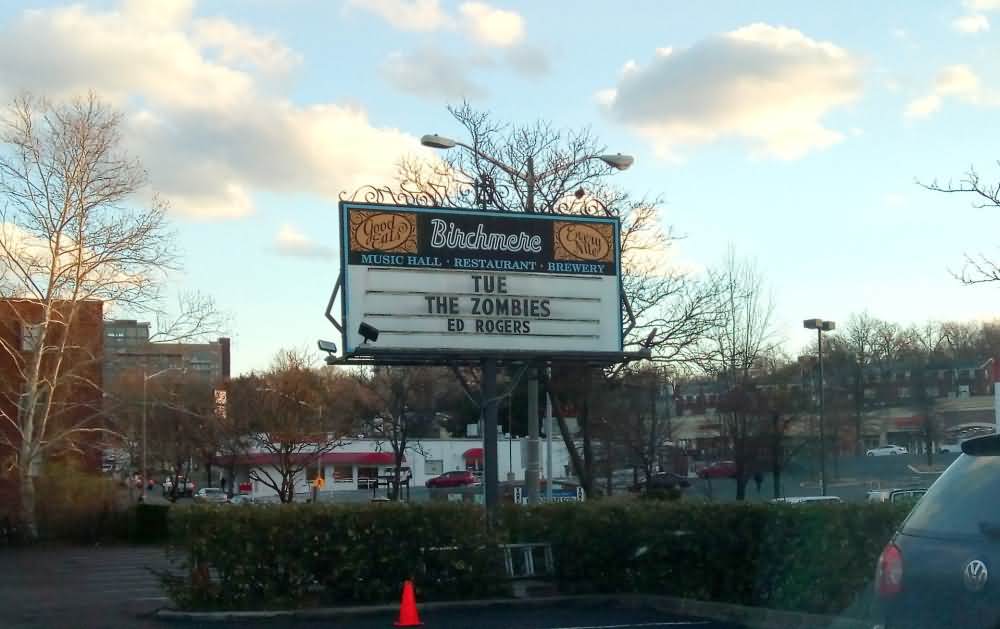 Good Eats
Birchmere
Every Nite
MUSIC HALL · RESTAURANT · BREWERY
TUE
THE ZOMBIES
ED ROGERS